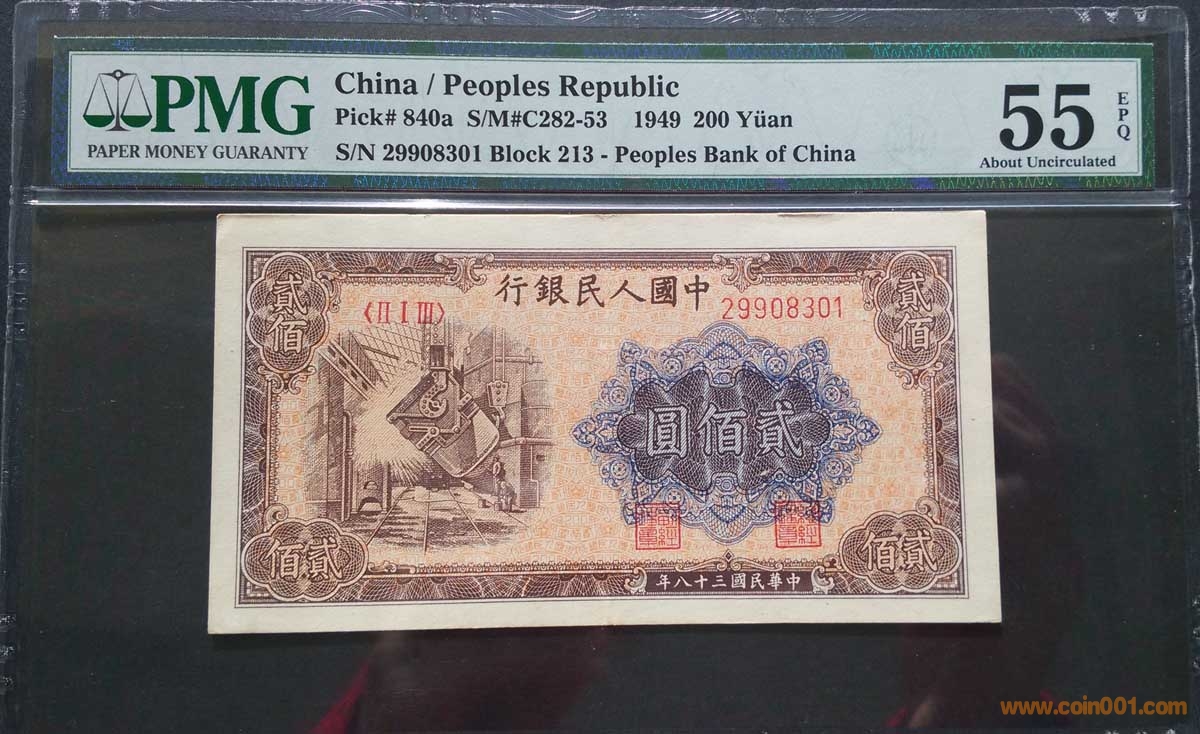 PMG
PAPER MONEY GUARANTY
China / Peoples Republic
Pick# 840a S/M#C282-53 1949 200 Yüan
S/N 29908301 Block 213 - Peoples Bank of China
55
EPQ
About Uncirculated
行銀民人國中
〈ⅡⅠⅢ〉
29908301
貳佰
貳佰
圓佰貳
佰貳
佰貳
年八十三國民華中
www.coin001.com